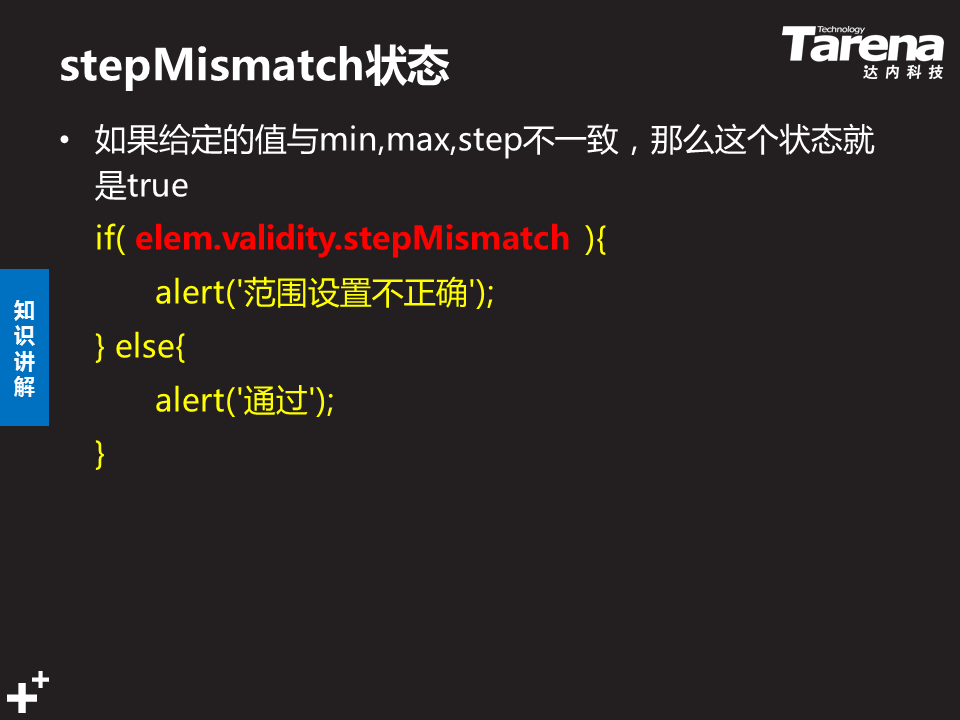 stepMismatch状态
Technology
Tarena
达内科技
• 如果给定的值与min,max,step不一致，那么这个状态就
是true
if( elem.validity.stepMismatch ){
alert('范围设置不正确');
} else{
alert('通过');
}
知
识
讲
解